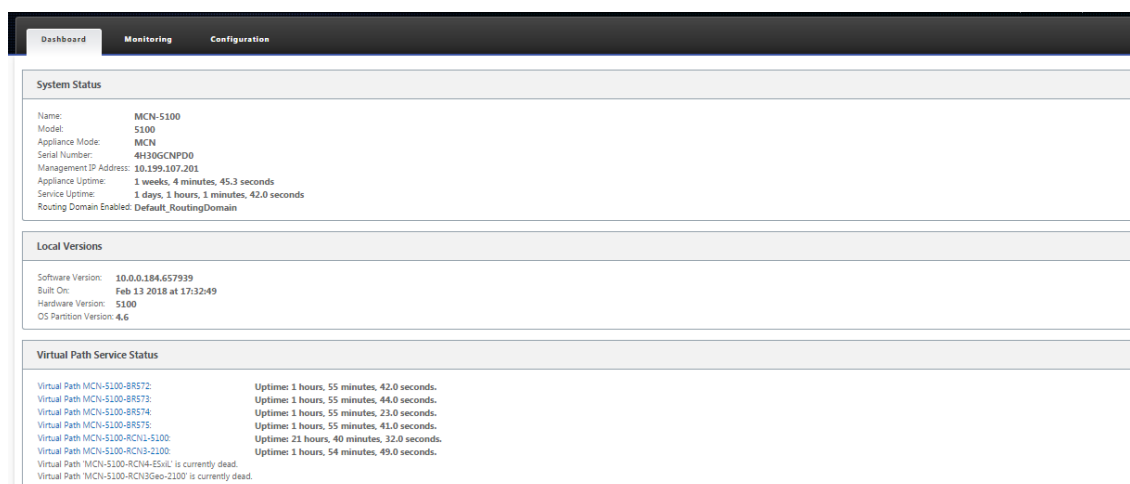 Dashboard Monitoring Configuration
System Status
Name: MCN-5100
Model: 5100
Appliance Mode: MCN
Serial Number: 4H30GCNPD0
Management IP Address: 10.199.107.201
Appliance Uptime: 1 weeks, 4 minutes, 45.3 seconds
Service Uptime: 1 days, 1 hours, 1 minutes, 42.0 seconds
Routing Domain Enabled: Default_RoutingDomain
Local Versions
Software Version: 10.0.0.184.657939
Built On: Feb 13 2018 at 17:32:49
Hardware Version: 5100
OS Partition Version: 4.6
Virtual Path Service Status
Virtual Path MCN-5100-BR572: Uptime: 1 hours, 55 minutes, 42.0 seconds.
Virtual Path MCN-5100-BR573: Uptime: 1 hours, 55 minutes, 44.0 seconds.
Virtual Path MCN-5100-BR574: Uptime: 1 hours, 55 minutes, 23.0 seconds.
Virtual Path MCN-5100-BR575: Uptime: 1 hours, 55 minutes, 41.0 seconds.
Virtual Path MCN-5100-RCN1-5100: Uptime: 21 hours, 40 minutes, 32.0 seconds.
Virtual Path MCN-5100-RCN3-2100: Uptime: 1 hours, 54 minutes, 49.0 seconds.
Virtual Path 'MCN-5100-RCN4-ESxiL' is currently dead.
Virtual Path 'MCN-5100-RCN3Geo-2100' is currently dead.